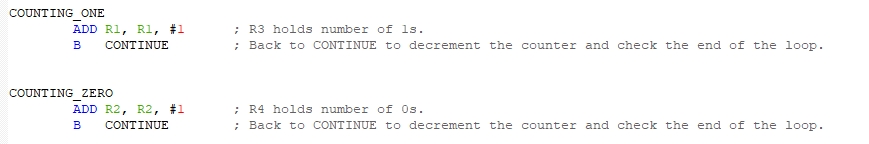 COUNTING_ONE
ADD R1, R1, #1 ; R3 holds number of 1s.
B CONTINUE ; Back to CONTINUE to decrement the counter and check the end of the loop.
COUNTING_ZERO
ADD R2, R2, #1 ; R4 holds number of 0s.
B CONTINUE ; Back to CONTINUE to decrement the counter and check the end of the loop.